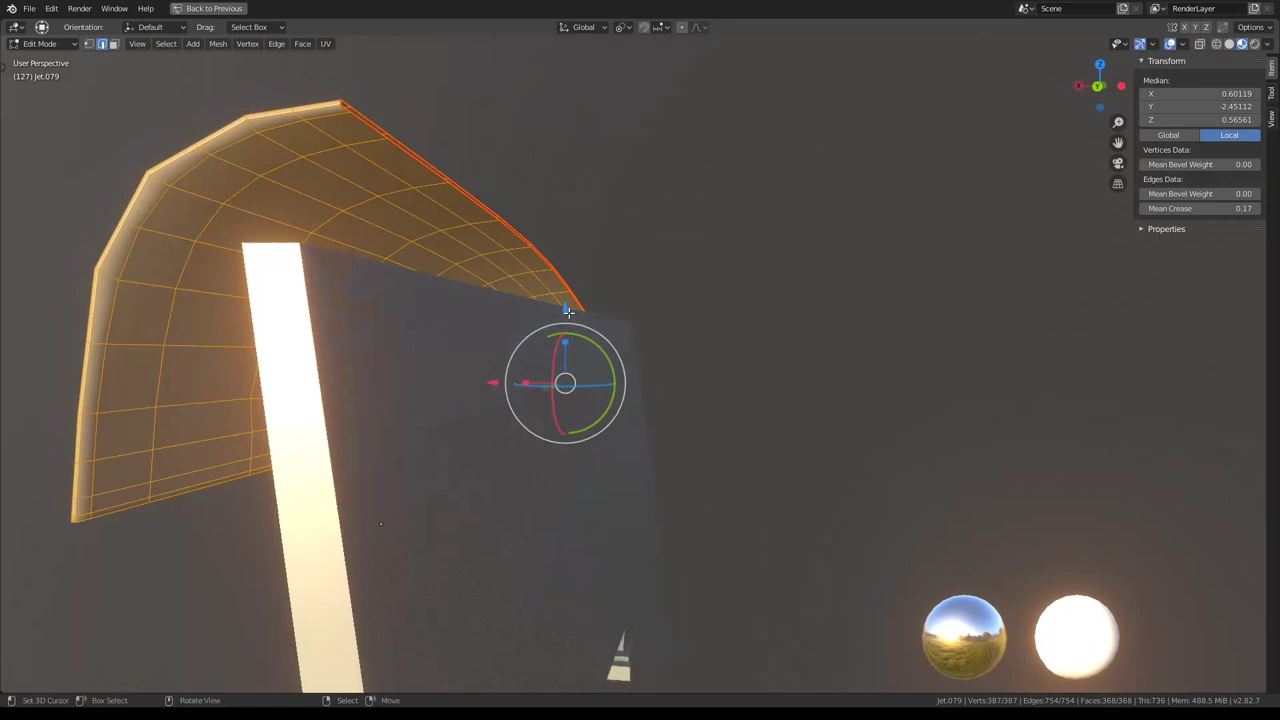 File Edit Render Window Help Back to Previous Scene RenderLayer
Orientation: Default Drag: Select Box Global X Y Z Options
Edit Mode View Select Add Mesh Vertex Edge Face UV
User Perspective
(127) Jet.079
Transform
Median:
X 0.60119
Y -2.45112
Z 0.56561
Global Local
Vertices Data:
Mean Bevel Weight 0.00
Edges Data:
Mean Bevel Weight 0.00
Mean Crease 0.17
Properties
Item
Tool
View
Z
X
Y
Set 3D Cursor Box Select Rotate View Select Move Jet.079 | Verts:387/387 | Edges:754/754 | Faces:368/368 | Tris:736 | Mem: 488.5 MiB | v2.82.7